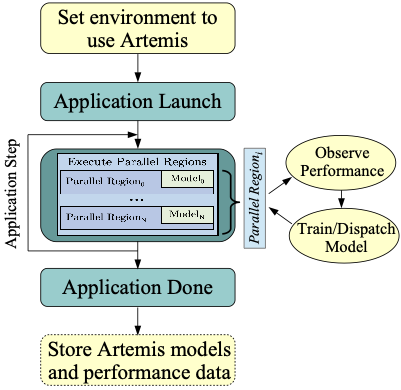 Set environment to
use Artemis
Application Launch
Application Step
Execute Parallel Regions
Parallel Region₀ Model₀
...
Parallel Regionₙ Modelₙ
Parallel Regionᵢ
Observe
Performance
Train/Dispatch
Model
Application Done
Store Artemis models
and performance data